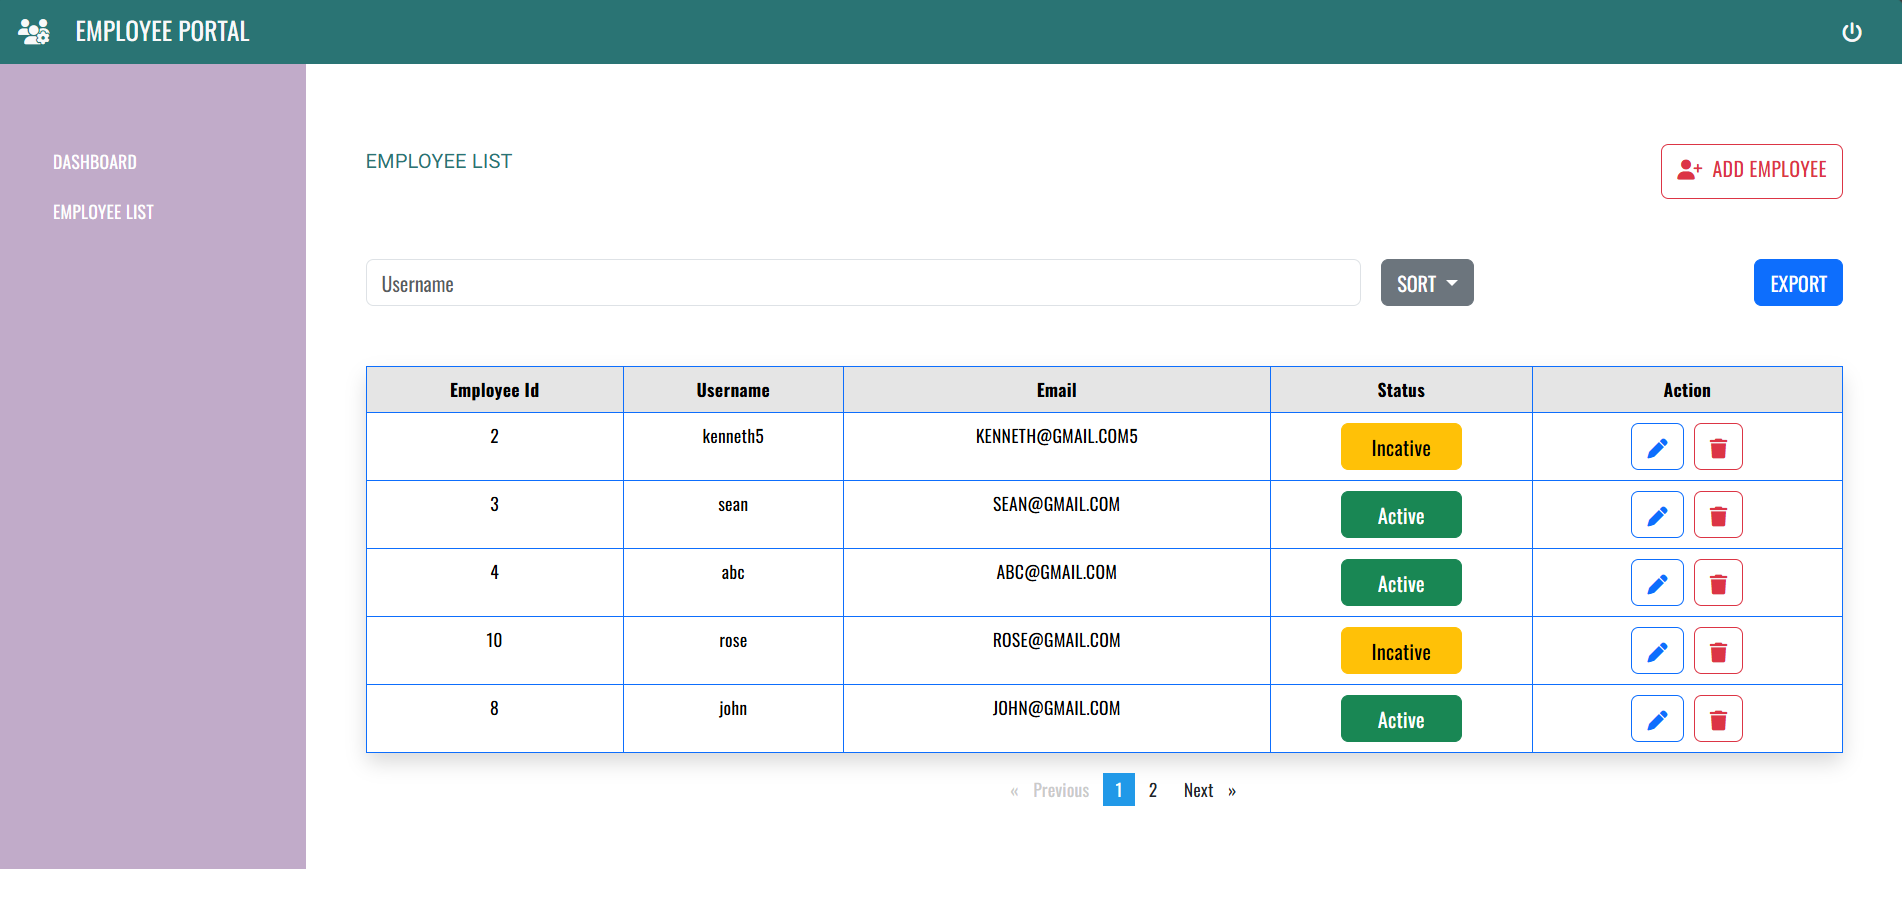 EMPLOYEE PORTAL
DASHBOARD
EMPLOYEE LIST
EMPLOYEE LIST
ADD EMPLOYEE
Username
SORT
EXPORT
Employee Id Username Email Status Action
2 kenneth5 KENNETH@GMAIL.COM5 Incative
3 sean SEAN@GMAIL.COM Active
4 abc ABC@GMAIL.COM Active
10 rose ROSE@GMAIL.COM Incative
8 john JOHN@GMAIL.COM Active
« Previous 1 2 Next »